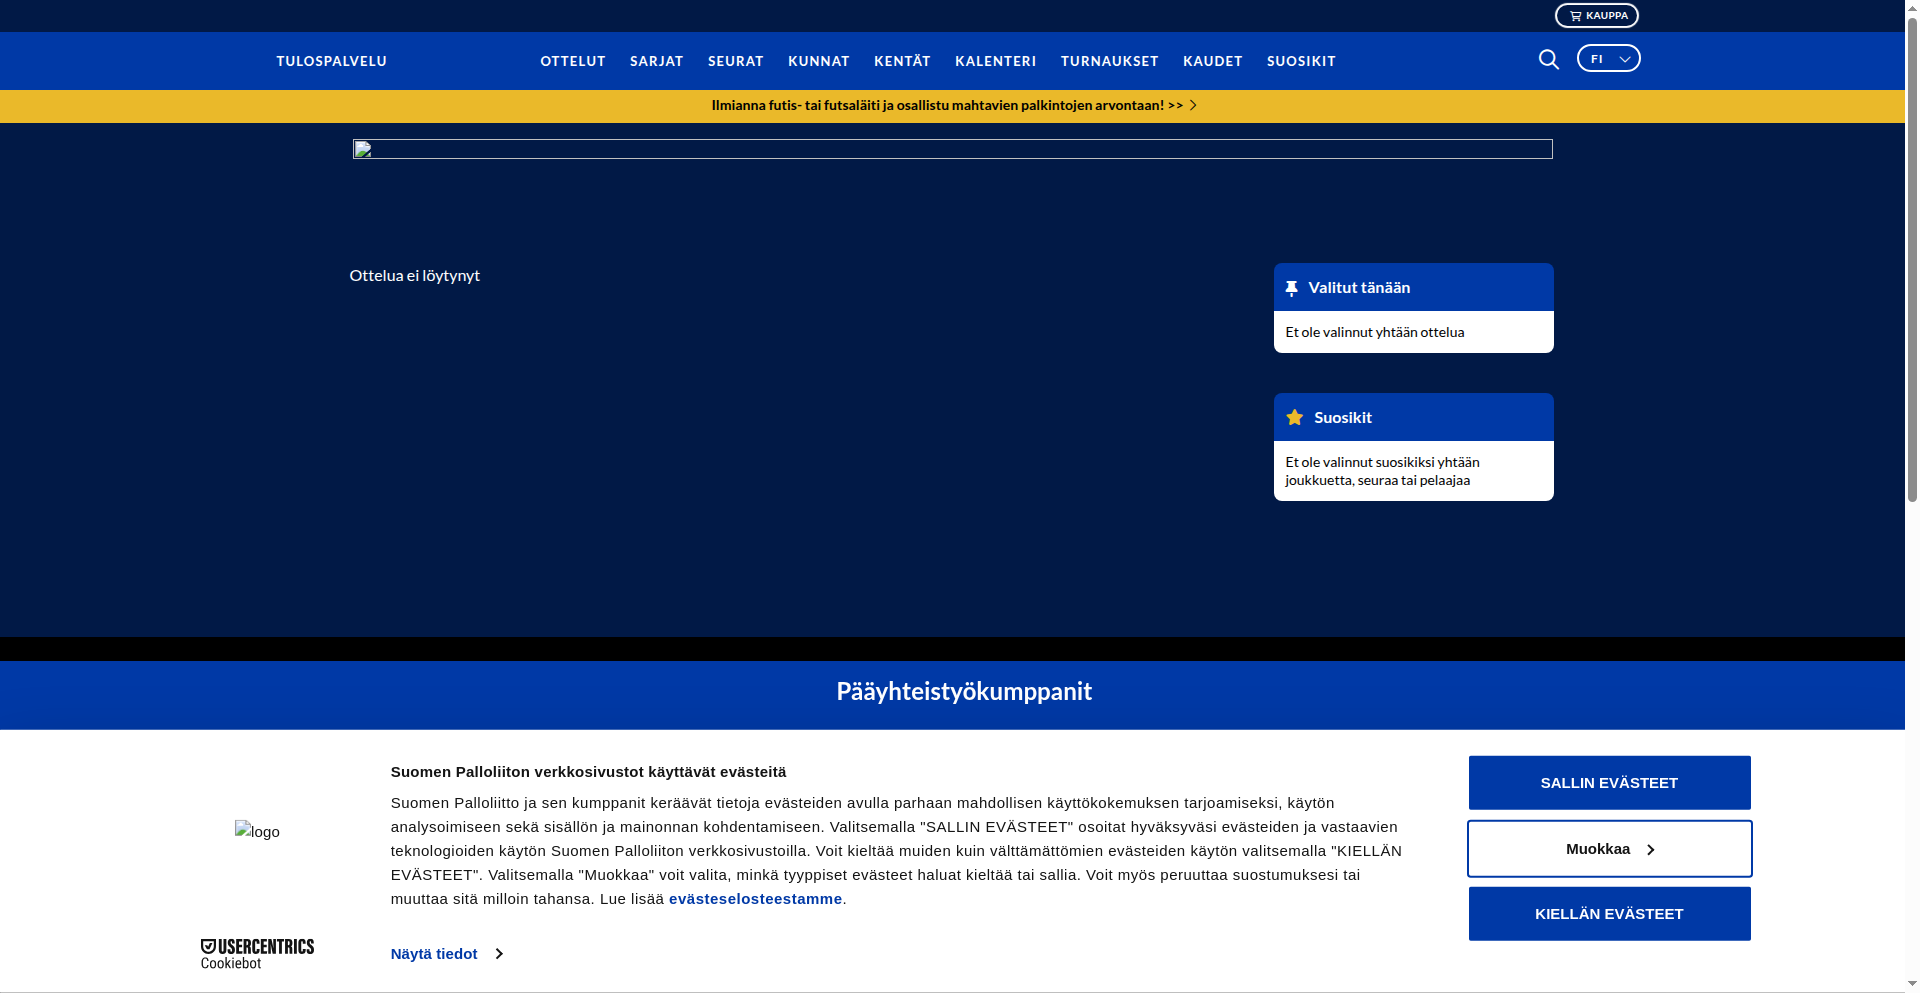 KAUPPA
TULOSPALVELU
OTTELUT SARJAT SEURAT KUNNAT KENTÄT KALENTERI TURNAUKSET KAUDET SUOSIKIT
FI
Ilmianna futis- tai futsaläiti ja osallistu mahtavien palkintojen arvontaan! >>
Ottelua ei löytynyt
Valitut tänään
Et ole valinnut yhtään ottelua
Suosikit
Et ole valinnut suosikiksi yhtään
joukkuetta, seuraa tai pelaajaa
Pääyhteistyökumppanit
logo
USERCENTRICS
Cookiebot
Suomen Palloliiton verkkosivustot käyttävät evästeitä
Suomen Palloliitto ja sen kumppanit keräävät tietoja evästeiden avulla parhaan mahdollisen käyttökokemuksen tarjoamiseksi, käytön
analysoimiseen sekä sisällön ja mainonnan kohdentamiseen. Valitsemalla "SALLIN EVÄSTEET" osoitat hyväksyväsi evästeiden ja vastaavien
teknologioiden käytön Suomen Palloliiton verkkosivustoilla. Voit kieltää muiden kuin välttämättömien evästeiden käytön valitsemalla "KIELLÄN
EVÄSTEET". Valitsemalla "Muokkaa" voit valita, minkä tyyppiset evästeet haluat kieltää tai sallia. Voit myös peruuttaa suostumuksesi tai
muuttaa sitä milloin tahansa. Lue lisää evästeselosteestamme.
Näytä tiedot
SALLIN EVÄSTEET
Muokkaa
KIELLÄN EVÄSTEET